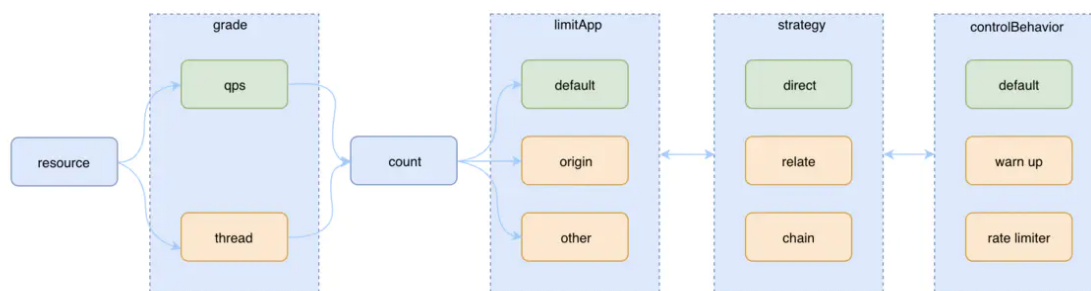 grade
limitApp
strategy
controlBehavior
qps
default
direct
default
resource
count
origin
relate
warn up
thread
other
chain
rate limiter